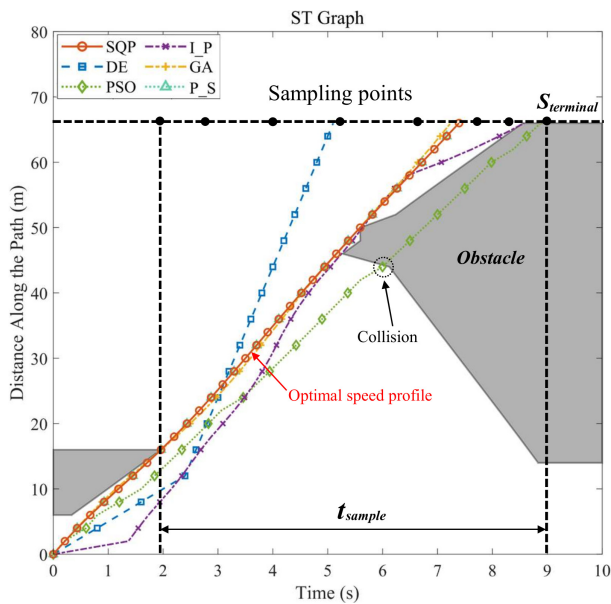 ST Graph
SQP
DE
PSO
I_P
GA
P_S
Sampling points
S_terminal
Obstacle
Collision
Optimal speed profile
t_sample
Distance Along the Path (m)
80
70
60
50
40
30
20
10
0
0 1 2 3 4 5 6 7 8 9 10
Time (s)